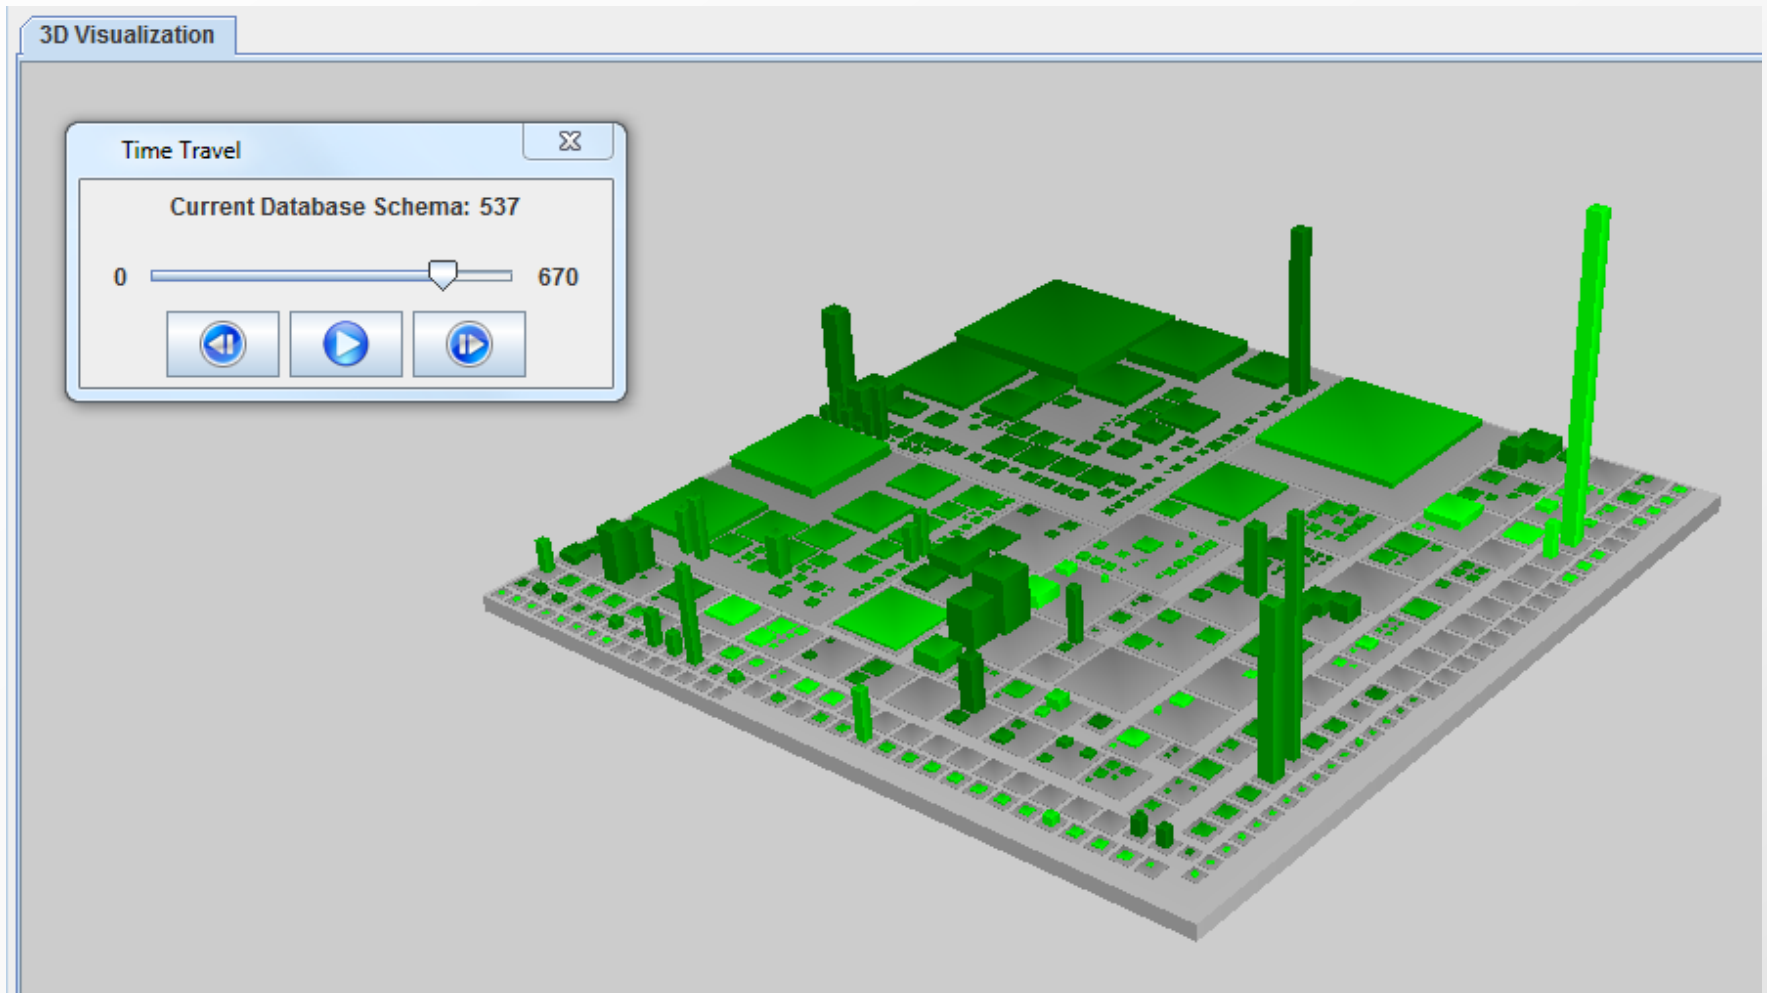 3D Visualization
Time Travel
Current Database Schema: 537
0
670